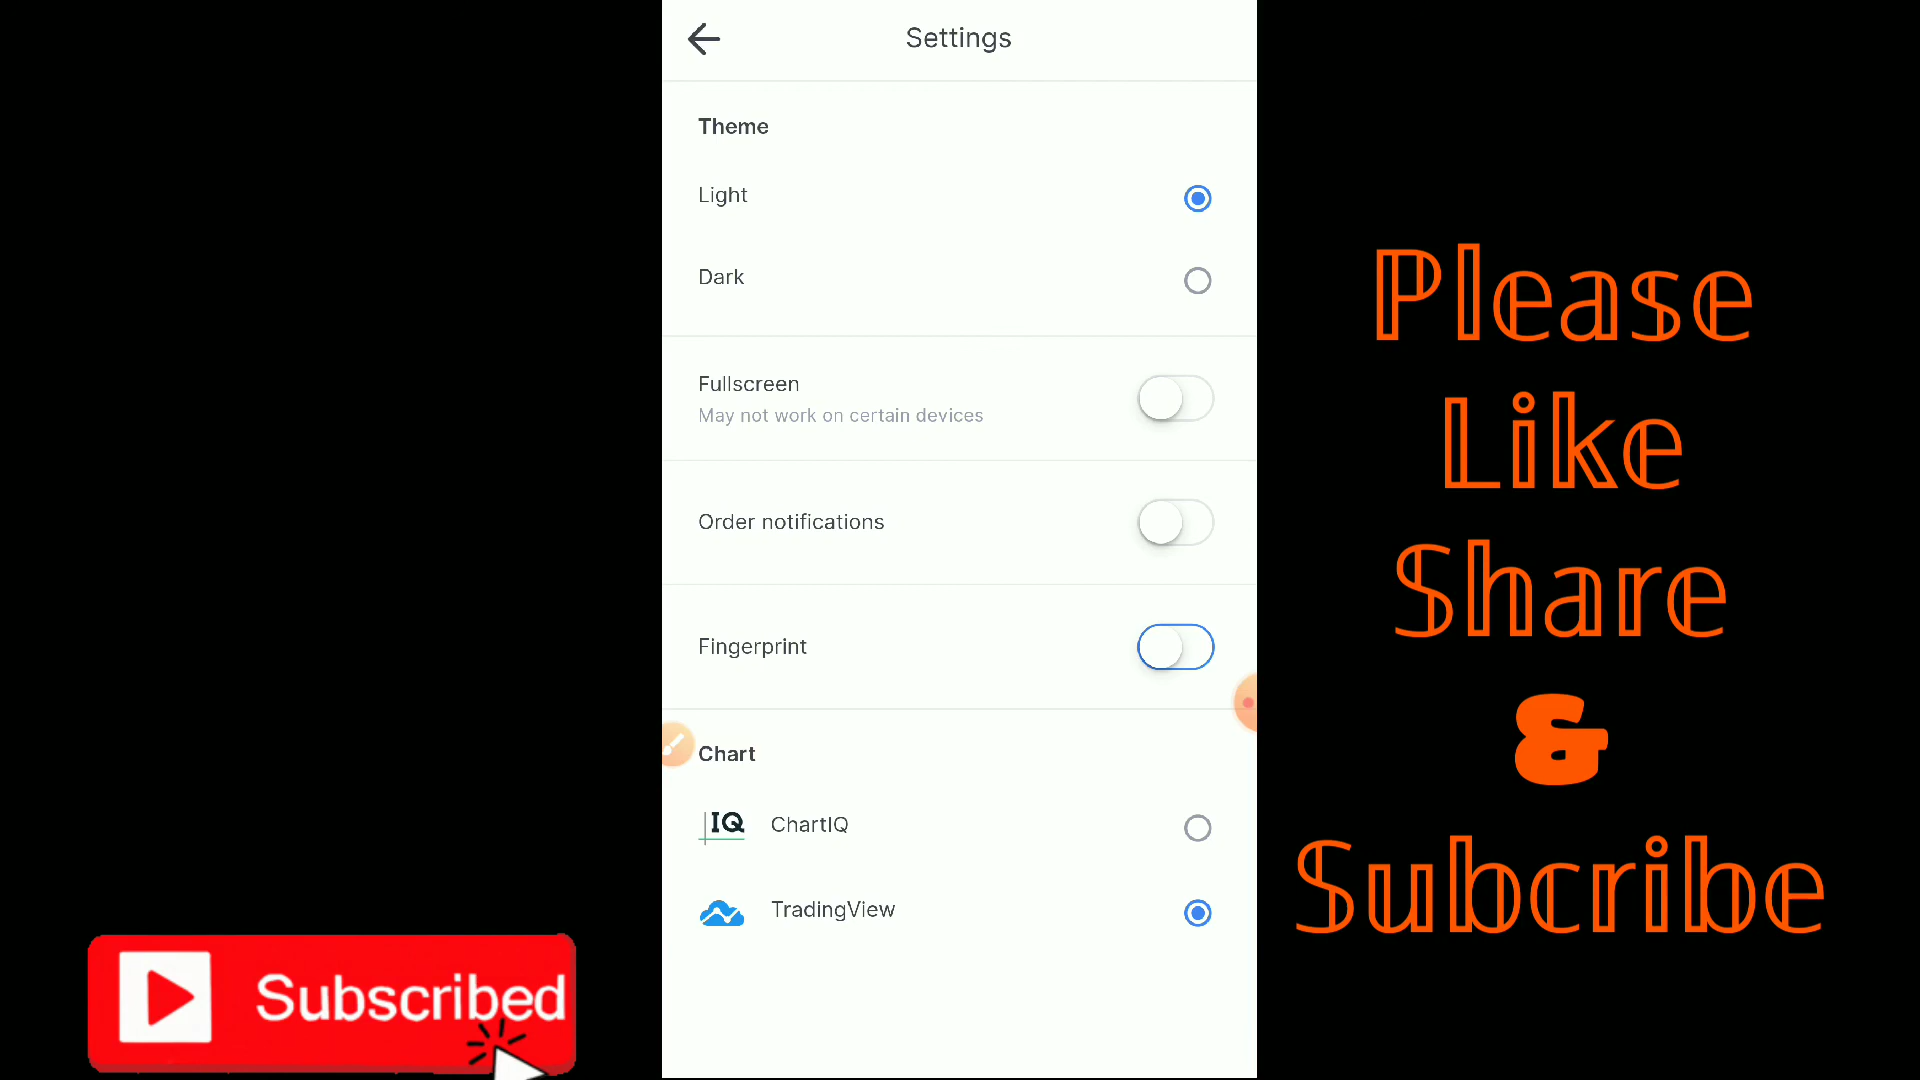 Settings
Theme
Light
Dark
Fullscreen
May not work on certain devices
Order notifications
Fingerprint
Chart
IQ ChartIQ
TradingView
Subscribed
Please
Like
Share
&
Subcribe